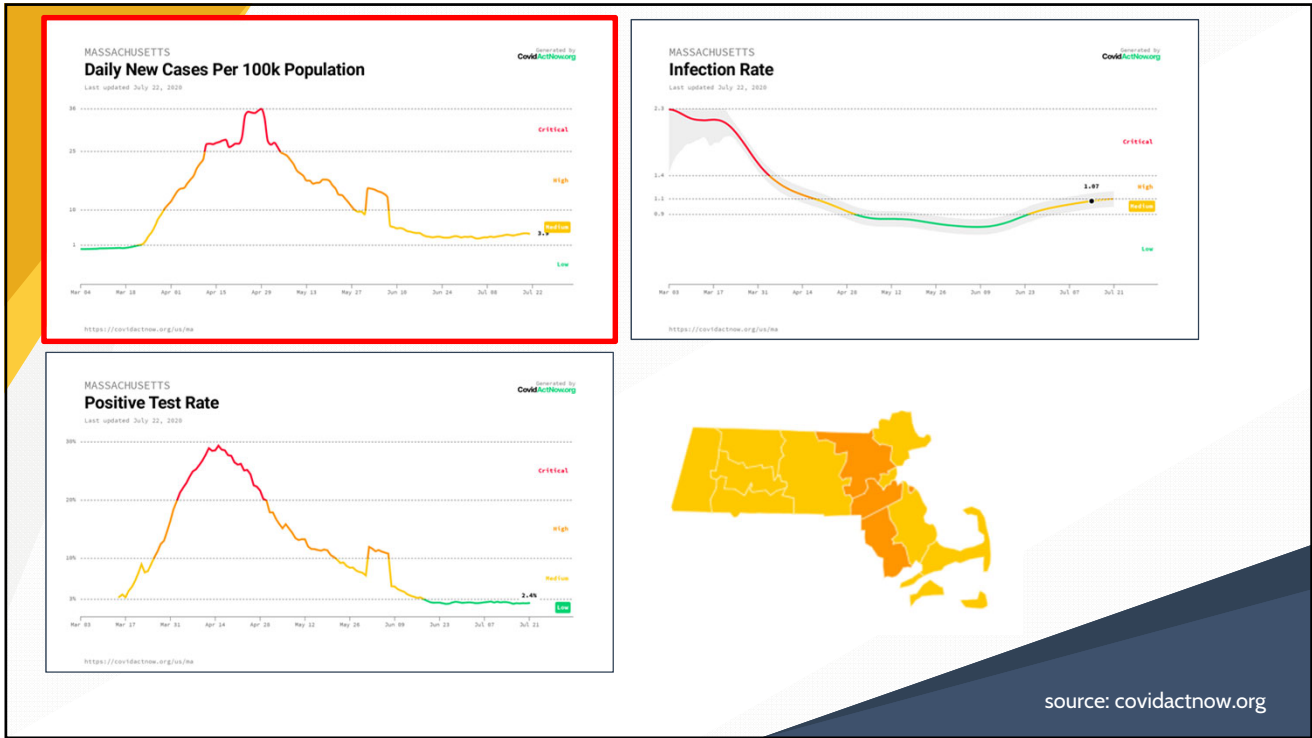 MASSACHUSETTS
Daily New Cases Per 100k Population
Last updated July 22, 2020
Generated by
CovidActNow.org
Critical
25
High
10
Medium
3.9
1
Low
Mar 04 Mar 18 Apr 01 Apr 15 Apr 29 May 13 May 27 Jun 10 Jun 24 Jul 08 Jul 22
https://covidactnow.org/us/ma
MASSACHUSETTS
Infection Rate
Last updated July 22, 2020
Generated by
CovidActNow.org
2.3
Critical
1.4
1.07
High
1.1
Medium
0.9
Low
Mar 03 Mar 17 Mar 31 Apr 14 Apr 28 May 12 May 26 Jun 09 Jun 23 Jul 07 Jul 21
https://covidactnow.org/us/ma
MASSACHUSETTS
Positive Test Rate
Last updated July 22, 2020
Generated by
CovidActNow.org
30%
Critical
20%
High
10%
Medium
2.4%
3%
Low
Mar 03 Mar 17 Mar 31 Apr 14 Apr 28 May 12 May 26 Jun 09 Jun 23 Jul 07 Jul 21
https://covidactnow.org/us/ma
source: covidactnow.org